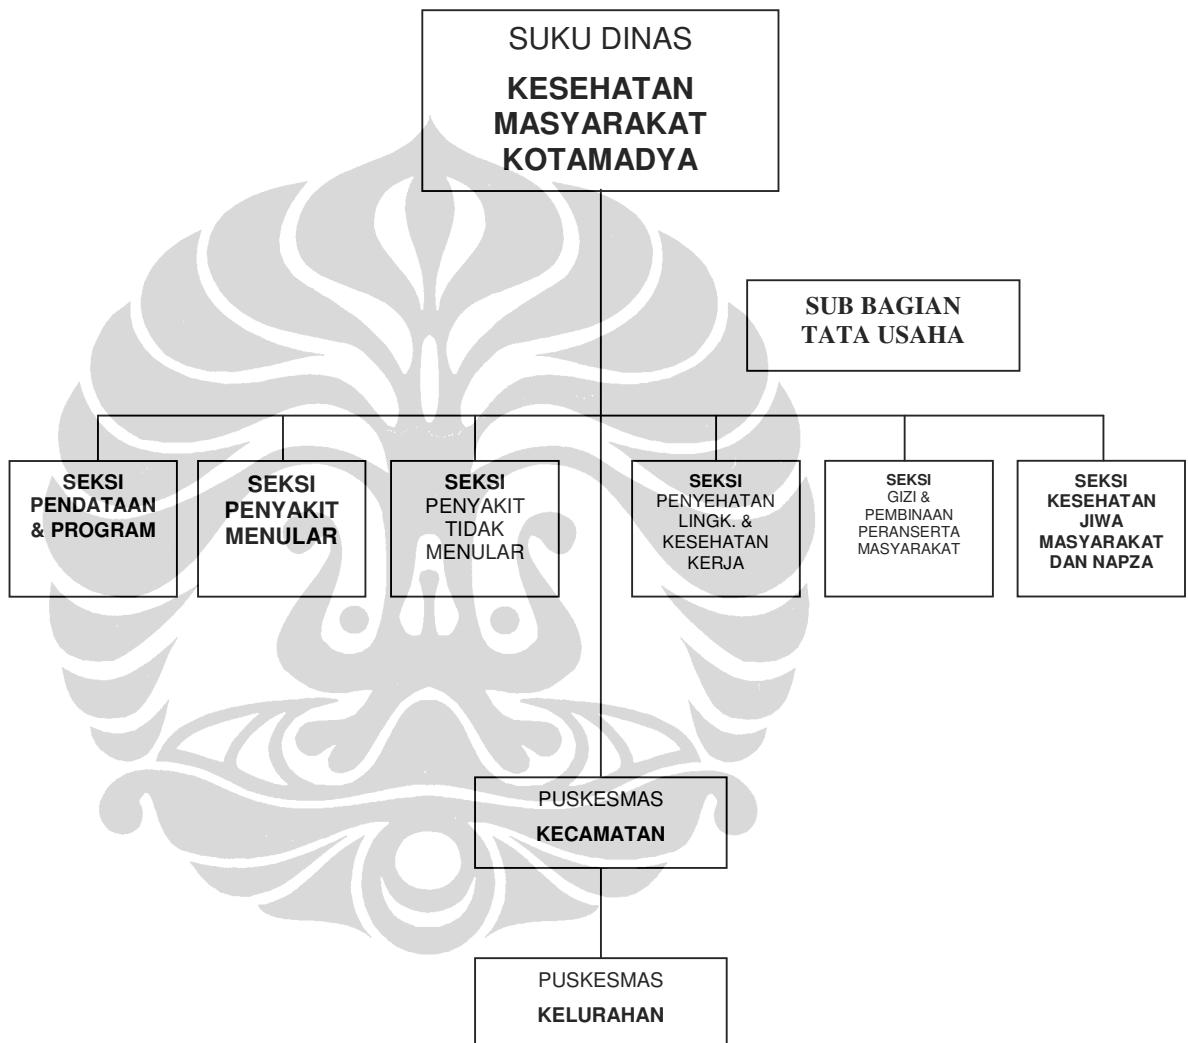 SUKU DINAS
KESEHATAN
MASYARAKAT
KOTAMADYA
SUB BAGIAN
TATA USAHA
SEKSI
PENDATAAN
& PROGRAM
SEKSI
PENYAKIT
MENULAR
SEKSI
PENYAKIT
TIDAK
MENULAR
SEKSI
PENYEHATAN
LINGK. &
KESEHATAN
KERJA
SEKSI
GIZI &
PEMBINAAN
PERANSERTA
MASYARAKAT
SEKSI
KESEHATAN
JIWA
MASYARAKAT
DAN NAPZA
PUSKESMAS
KECAMATAN
PUSKESMAS
KELURAHAN